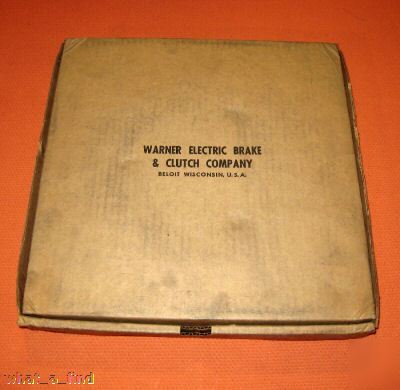 WARNER ELECTRIC BRAKE
& CLUTCH COMPANY
BELOIT WISCONSIN, U.S.A.
what_a_find